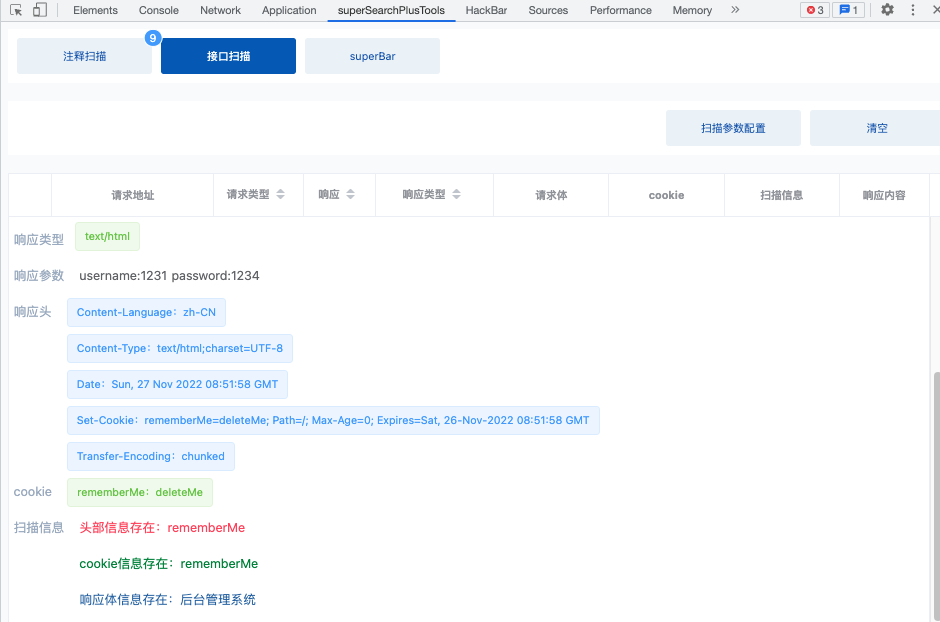 Elements Console Network Application superSearchPlusTools HackBar Sources Performance Memory » 3 1
注释扫描 9 接口扫描 superBar
扫描参数配置 清空
请求地址 请求类型 响应 响应类型 请求体 cookie 扫描信息 响应内容
响应类型 text/html
响应参数 username:1231 password:1234
响应头 Content-Language：zh-CN
Content-Type：text/html;charset=UTF-8
Date：Sun, 27 Nov 2022 08:51:58 GMT
Set-Cookie：rememberMe=deleteMe; Path=/; Max-Age=0; Expires=Sat, 26-Nov-2022 08:51:58 GMT
Transfer-Encoding：chunked
cookie rememberMe：deleteMe
扫描信息 头部信息存在：rememberMe
cookie信息存在：rememberMe
响应体信息存在：后台管理系统